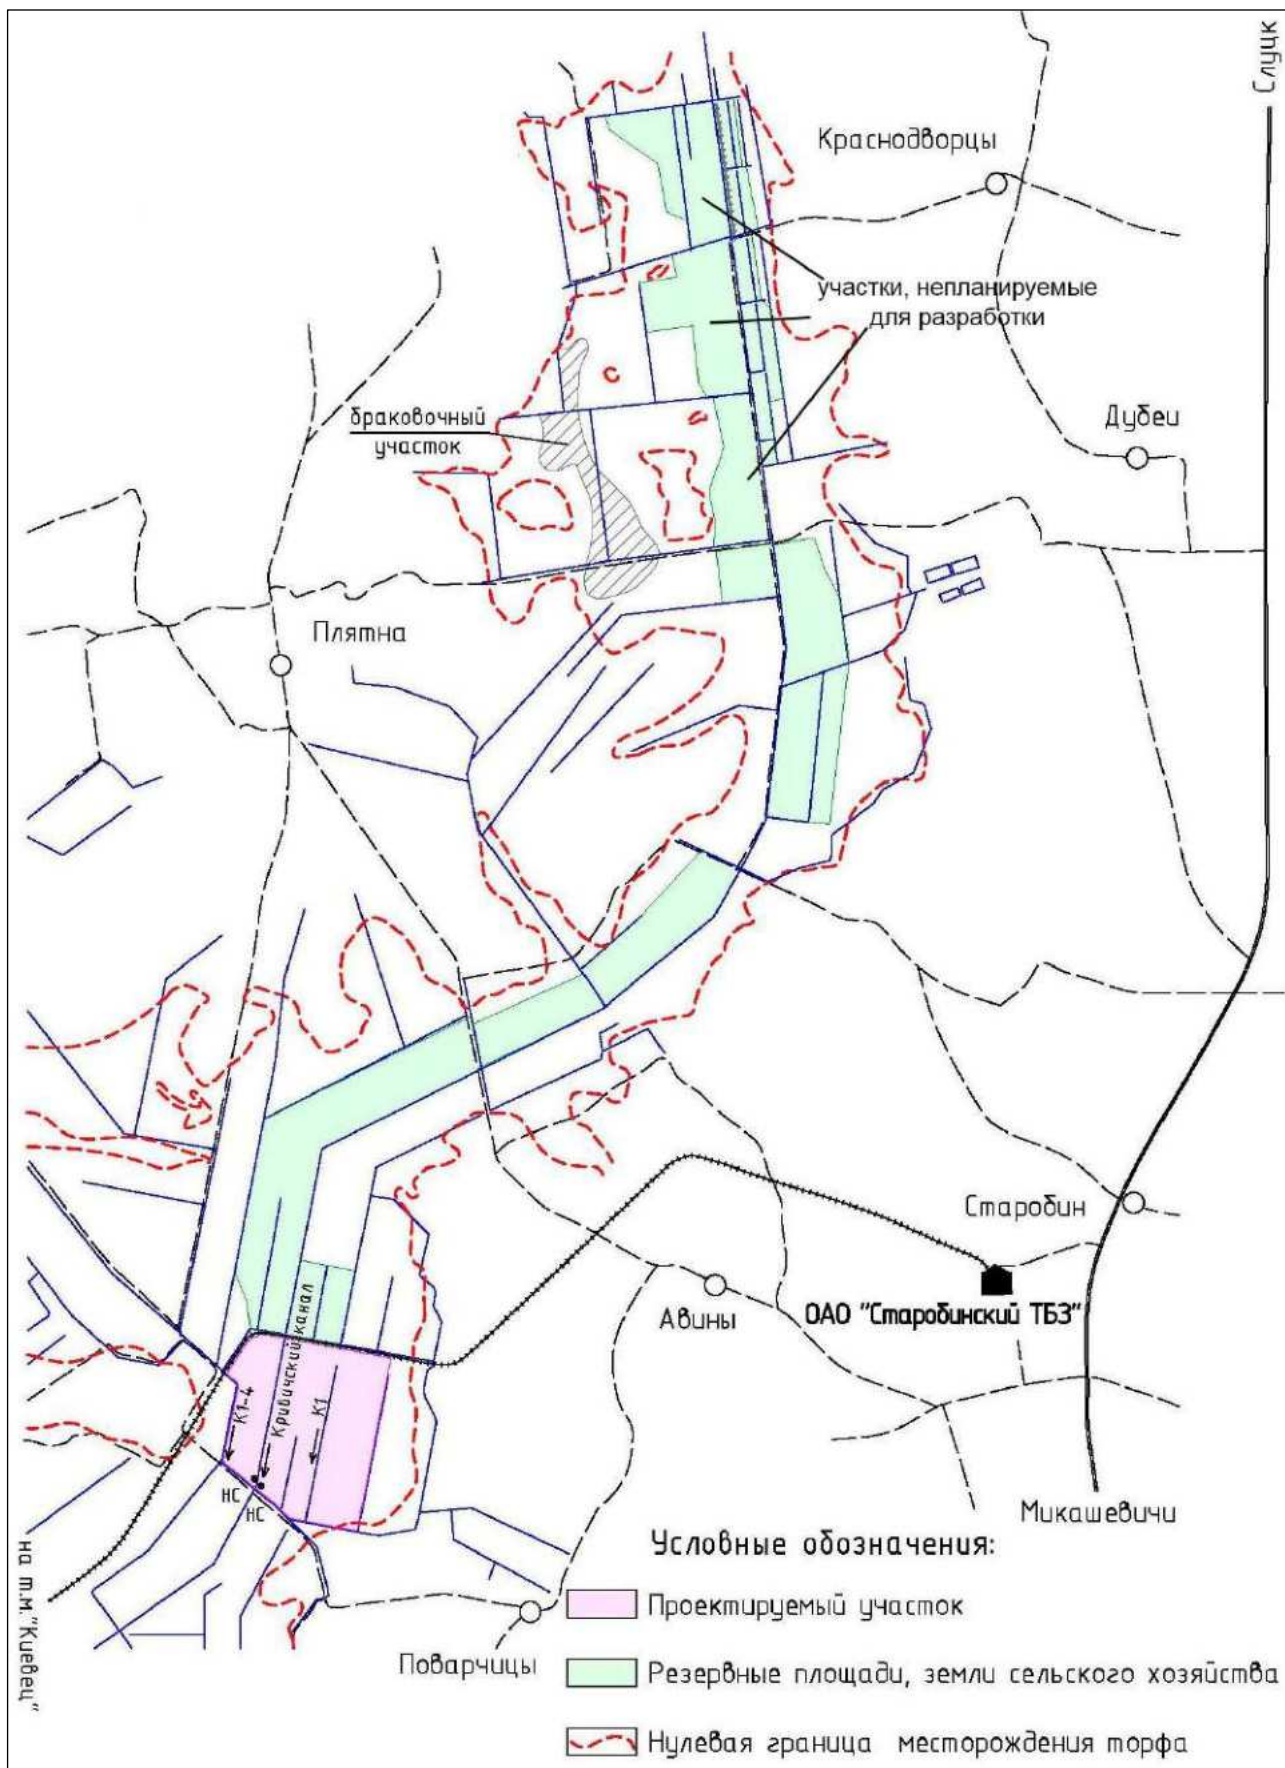 Слуцк
Краснодворцы
участки, непланируемые
для разработки
браковочный
участок
Дубеи
Плятна
Старобин
Авины
ОАО "Старобинский ТБЗ"
Кривичский канал
К1-4
К1
НС
НС
Микашевичи
на т.м."Киевец"
Поварчицы
Условные обозначения:
Проектируемый участок
Резервные площади, земли сельского хозяйства
Нулевая граница месторождения торфа